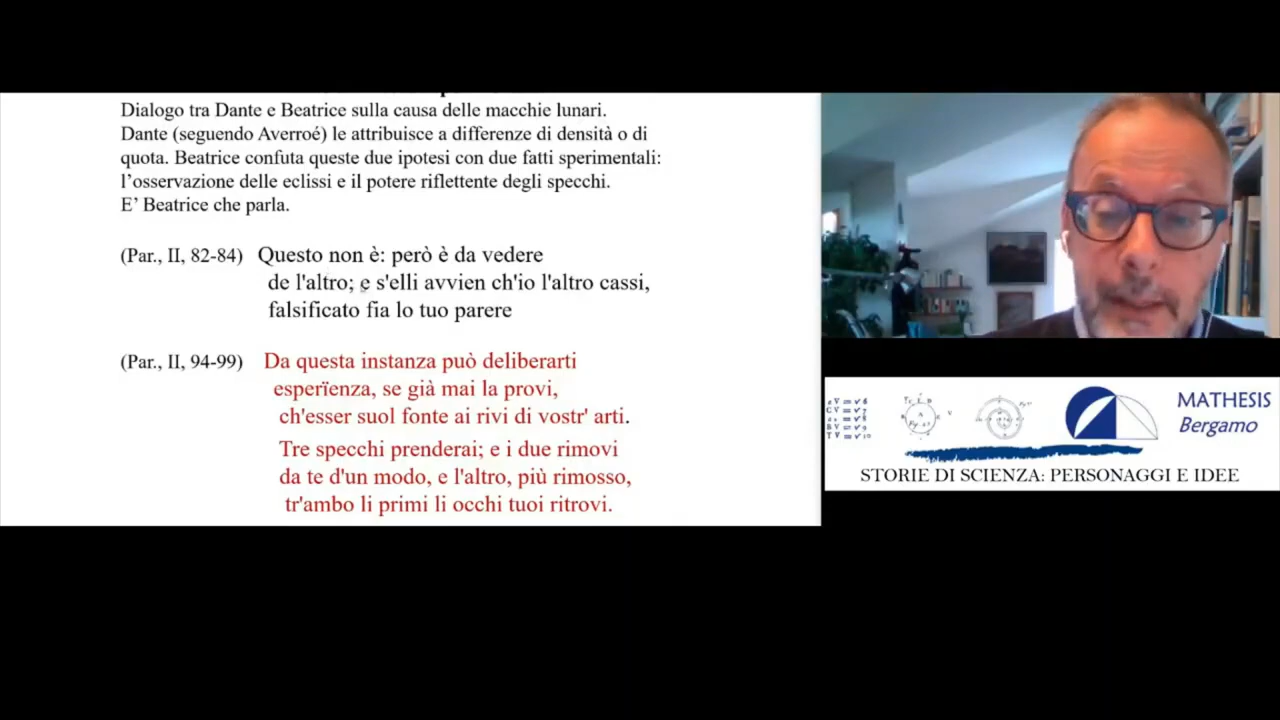 Dialogo tra Dante e Beatrice sulla causa delle macchie lunari.
Dante (seguendo Averroé) le attribuisce a differenze di densità o di
quota. Beatrice confuta queste due ipotesi con due fatti sperimentali:
l’osservazione delle eclissi e il potere riflettente degli specchi.
E’ Beatrice che parla.
(Par., II, 82-84) Questo non è: però è da vedere
de l'altro; e s'elli avvien ch'io l'altro cassi,
falsificato fia lo tuo parere
(Par., II, 94-99) Da questa instanza può deliberarti
esperïenza, se già mai la provi,
ch'esser suol fonte ai rivi di vostr' arti.
Tre specchi prenderai; e i due rimovi
da te d'un modo, e l'altro, più rimosso,
tr'ambo li primi li occhi tuoi ritrovi.
MATHESIS
Bergamo
STORIE DI SCIENZA: PERSONAGGI E IDEE